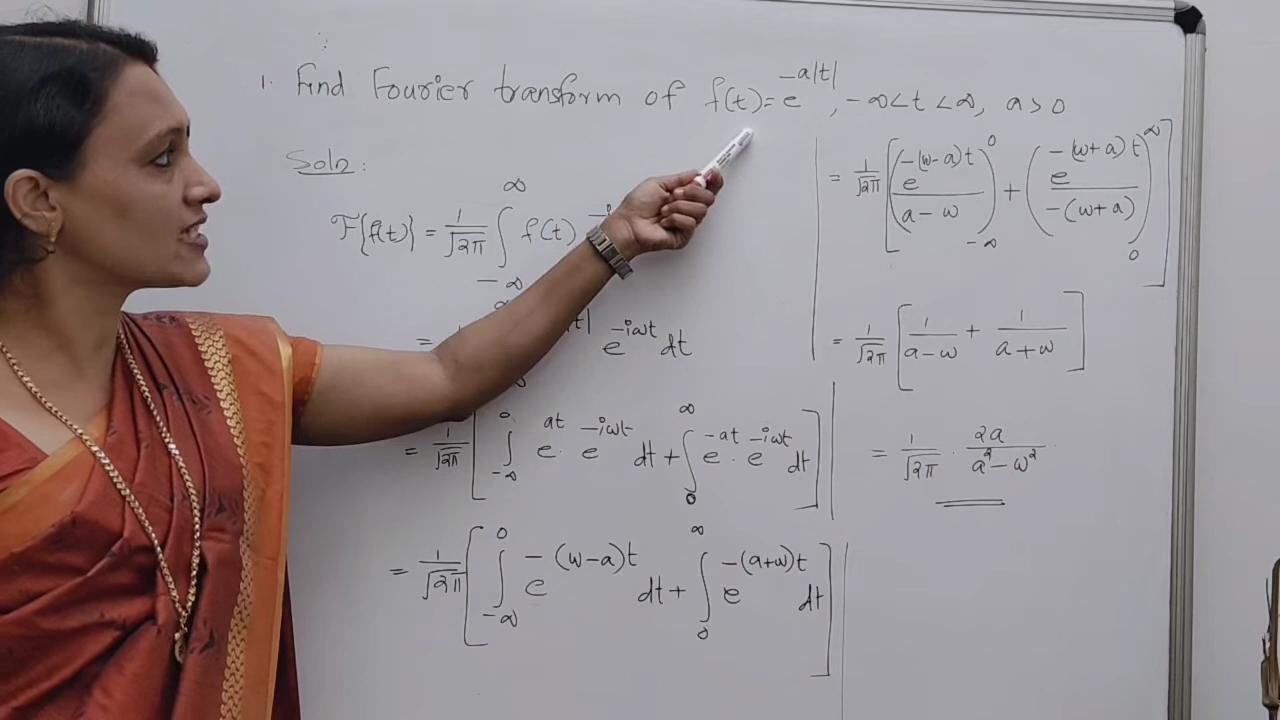 1. Find Fourier transform of f(t) = e^{-a|t|}, -∞ < t < ∞, a > 0
Soln:
F{f(t)} = 1/√2π ∫_{-∞}^{∞} f(t)
= e^{-iωt} dt
= 1/√2π [ ∫_{-∞}^{0} e^{at} · e^{-iωt} dt + ∫_{0}^{∞} e^{-at} · e^{-iωt} dt ]
= 1/√2π [ ∫_{-∞}^{0} e^{-(ω-a)t} dt + ∫_{0}^{∞} e^{-(a+ω)t} dt ]
= 1/√2π [ ( e^{-(ω-a)t} / (a-ω) )_{-∞}^{0} + ( e^{-(ω+a)t} / -(ω+a) )_{0}^{∞} ]
= 1/√2π [ 1/(a-ω) + 1/(a+ω) ]
= 1/√2π · 2a/(a²-ω²).